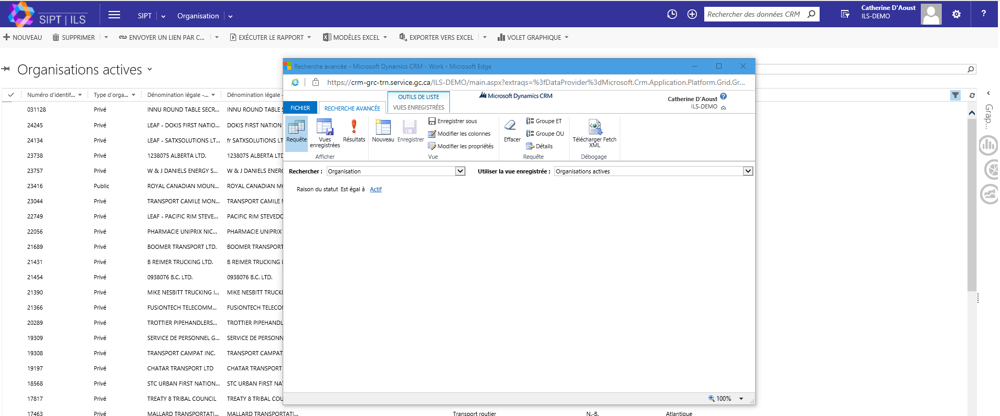 SIPT | ILS
SIPT
Organisation
Rechercher des données CRM
Catherine D'Aoust
ILS-DEMO
?
NOUVEAU
SUPPRIMER
ENVOYER UN LIEN PAR C...
EXÉCUTER LE RAPPORT
MODÈLES EXCEL
EXPORTER VERS EXCEL
VOLET GRAPHIQUE
Organisations actives
Numéro d'identif... Type d'orga... Dénomination légale -... Dénomination légale -
031128 Privé INNU ROUND TABLE SECR... INNU ROUND TABLE S
24245 Privé LEAF - DOKIS FIRST NATIO... DOKIS FIRST NATION
24134 Privé LEAF - SATXSOLUTIONS LT... fr SATXSOLUTIONS LT
23738 Privé 1238075 ALBERTA LTD. 1238075 ALBERTA LTD
23757 Privé W & J DANIELS ENERGY S... W & J DANIELS ENERG
23416 Public ROYAL CANADIAN MOUN... ROYAL CANADIAN MO
23044 Privé TRANSPORT CAMILE MON... TRANSPORT CAMILE M
22749 Privé LEAF - PACIFIC RIM STEVE... PACIFIC RIM STEVEDO
22056 Privé PHARMACIE UNIPRIX NIC... PHARMACIE UNIPRIX
21689 Privé BOOMER TRANSPORT LTD. BOOMER TRANSPORT
21431 Privé B REIMER TRUCKING LTD. B REIMER TRUCKING L
21454 Privé 0938076 B.C. LTD. 0938076 B.C. LTD.
21390 Privé MIKE NESBITT TRUCKING I... MIKE NESBITT TRUCKI
21366 Privé FUSIONTECH TELECOMM... FUSIONTECH TELECOM
20289 Privé TROTTIER PIPEHANDLERS... TROTTIER PIPEHANDL
19309 Privé SERVICE DE PERSONNEL G... SERVICE DE PERSONN
19308 Privé TRANSPORT CAMPAT INC. TRANSPORT CAMPAT
19197 Privé CHATAR TRANSPORT LTD CHATAR TRANSPORT
18568 Privé STC URBAN FIRST NATION... STC URBAN FIRST NA
17817 Privé TREATY 8 TRIBAL COUNCIL TREATY 8 TRIBAL COU
17463 Privé MALLARD TRANSPORTATI... MALLARD TRANSPORTATI... Transport routier N.-B. Atlantique
Grap...
Recherche avancée - Microsoft Dynamics CRM - Work - Microsoft Edge
https://crm-grc-trn.service.gc.ca/ILS-DEMO/main.aspx?extraqs=%3fDataProvider%3dMicrosoft.Crm.Application.Platform.Grid.Gr...
FICHIER
RECHERCHE AVANCÉE
OUTILS DE LISTE
VUES ENREGISTRÉES
Microsoft Dynamics CRM
Catherine D'Aoust
ILS-DEMO
Requête
Vues enregistrées
Résultats
Afficher
Nouveau
Enregistrer
Enregistrer sous
Modifier les colonnes
Modifier les propriétés
Vue
Effacer
Groupe ET
Groupe OU
Détails
Requête
Télécharger Fetch XML
Débogage
Rechercher : Organisation
Utiliser la vue enregistrée : Organisations actives
Raison du statut Est égal à Actif
100%